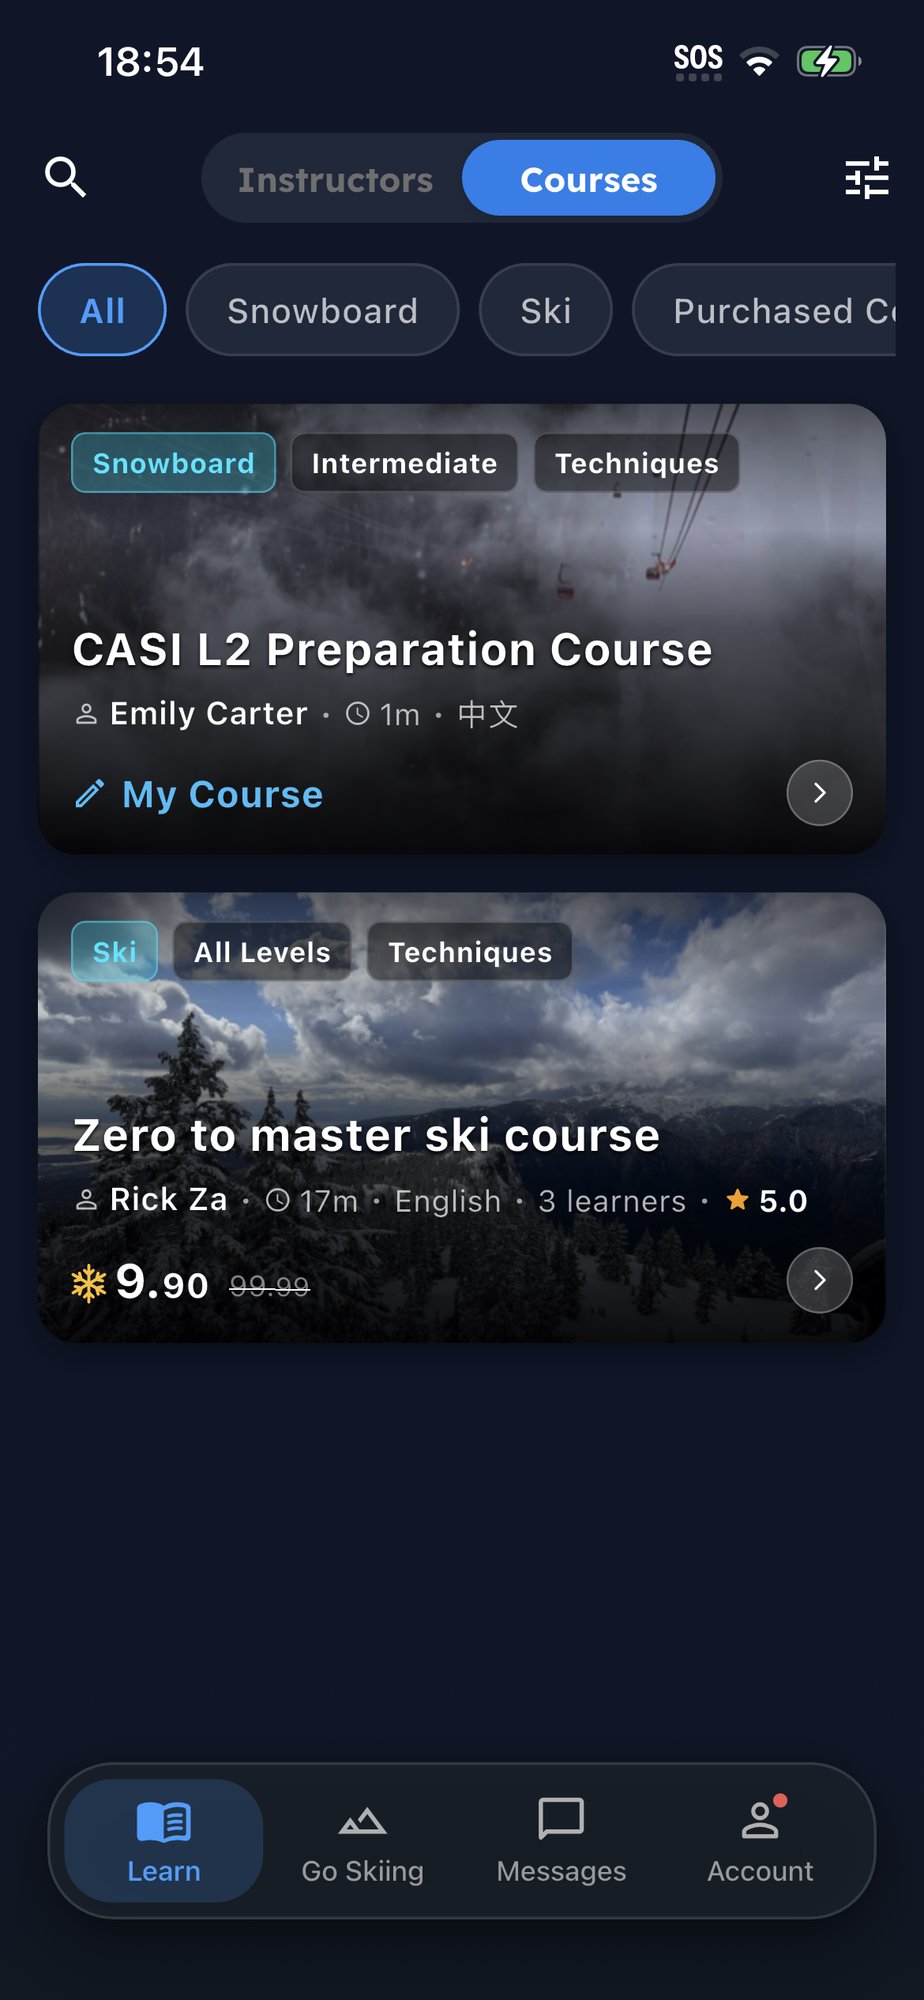 18:54 SOS
Instructors Courses
All Snowboard Ski Purchased
Snowboard Intermediate Techniques
CASI L2 Preparation Course
Emily Carter · 1m · 中文
My Course
Ski All Levels Techniques
Zero to master ski course
Rick Za · 17m · English · 3 learners · 5.0
9.90 99.99
Learn Go Skiing Messages Account